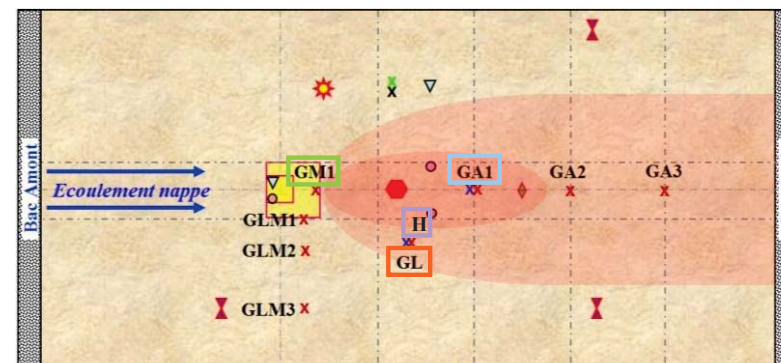 Bac Amont
GM1
GA1
GA2
GA3
Ecoulement nappe
GLM1
H
GLM2
GL
GLM3